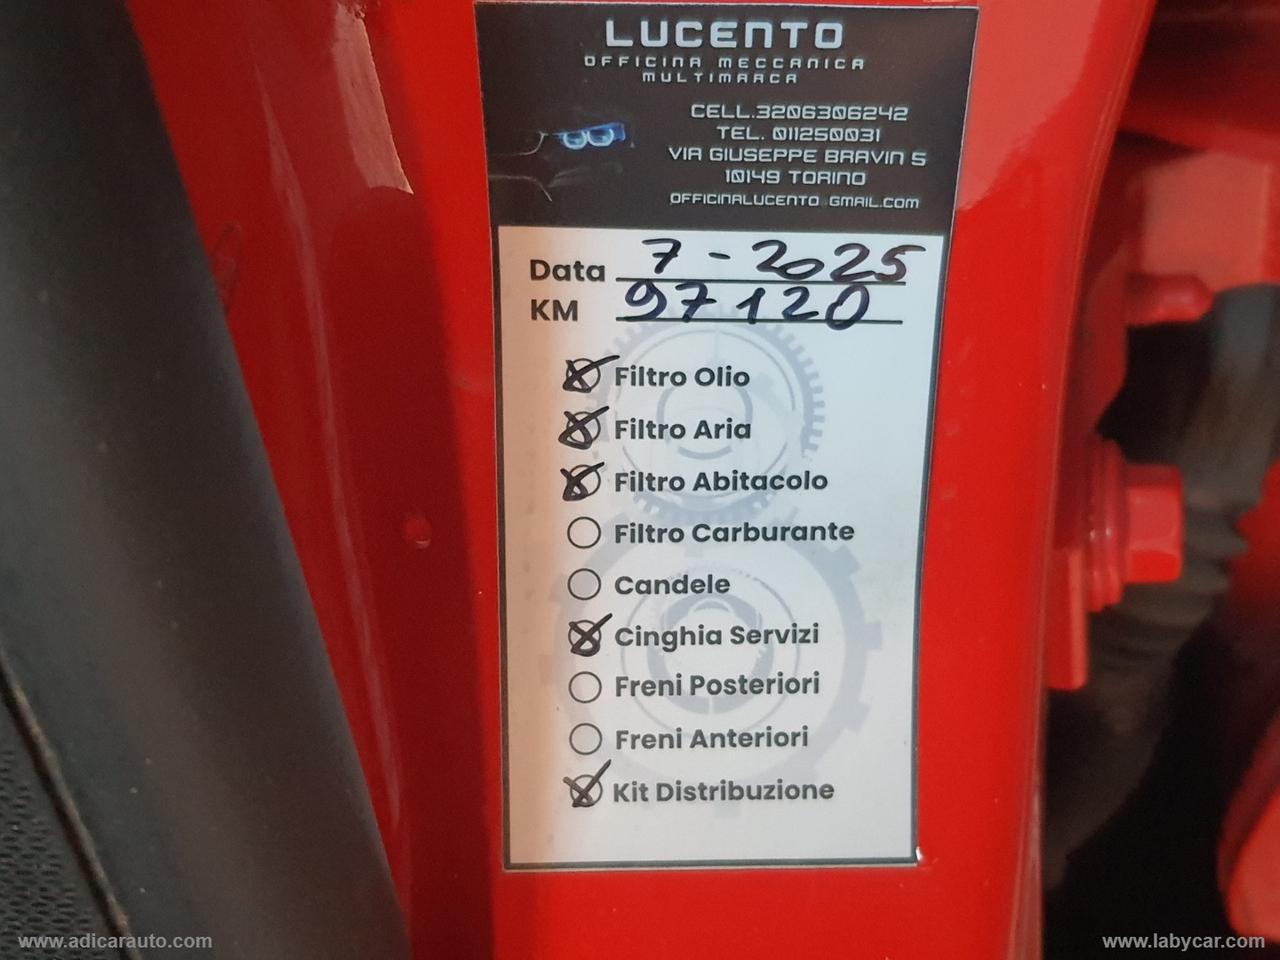 LUCENTO
OFFICINA MECCANICA
MULTIMARCA
CELL.3206306242
TEL. 011250031
VIA GIUSEPPE BRAVIN 5
10149 TORINO
OFFICINALUCENTO GMAIL.COM
Data 7-2025
KM 97120
Filtro Olio
Filtro Aria
Filtro Abitacolo
Filtro Carburante
Candele
Cinghia Servizi
Freni Posteriori
Freni Anteriori
Kit Distribuzione
www.adicarauto.com
www.labycar.com